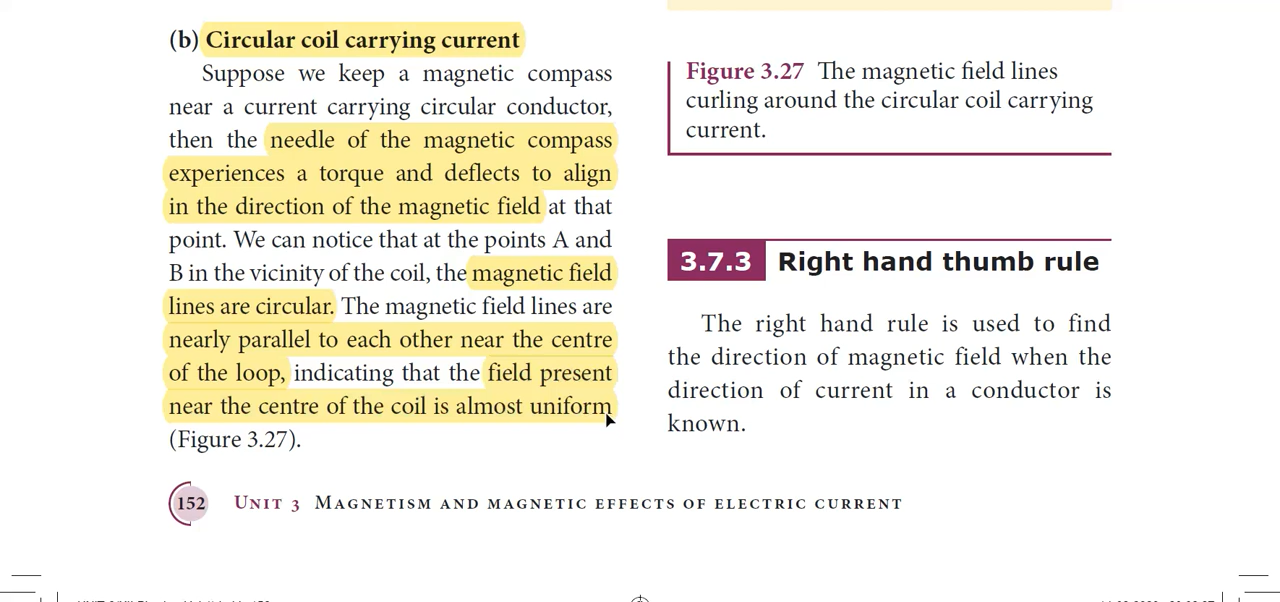 (b) Circular coil carrying current
Suppose we keep a magnetic compass
near a current carrying circular conductor,
then the needle of the magnetic compass
experiences a torque and deflects to align
in the direction of the magnetic field at that
point. We can notice that at the points A and
B in the vicinity of the coil, the magnetic field
lines are circular. The magnetic field lines are
nearly parallel to each other near the centre
of the loop, indicating that the field present
near the centre of the coil is almost uniform
(Figure 3.27).
Figure 3.27 The magnetic field lines
curling around the circular coil carrying
current.
3.7.3 Right hand thumb rule
The right hand rule is used to find
the direction of magnetic field when the
direction of current in a conductor is
known.
152 Unit 3 Magnetism and magnetic effects of electric current